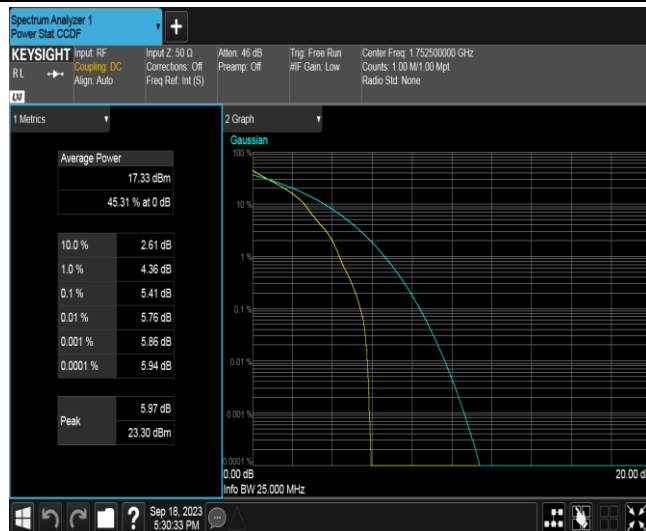 Spectrum Analyzer 1
Power Stat CCDF
KEYSIGHT
RL
Input: RF
Coupling: DC
Align: Auto
Input Z: 50 Ω
Corrections: Off
Freq Ref: Int (S)
Atten: 46 dB
Preamp: Off
Trig: Free Run
#IF Gain: Low
Center Freq: 1.752500000 GHz
Counts: 1.00 M/1.00 Mpt
Radio Std: None
1 Metrics
Average Power
17.33 dBm
45.31 % at 0 dB
10.0 % 2.61 dB
1.0 % 4.36 dB
0.1 % 5.41 dB
0.01 % 5.76 dB
0.001 % 5.86 dB
0.0001 % 5.94 dB
Peak
5.97 dB
23.30 dBm
2 Graph
Gaussian
100 %
10 %
1 %
0.1 %
0.01 %
0.001 %
0.0001 %
0.00 dB
20.00 d
Info BW 25.000 MHz
?
Sep 18, 2023
5:30:33 PM